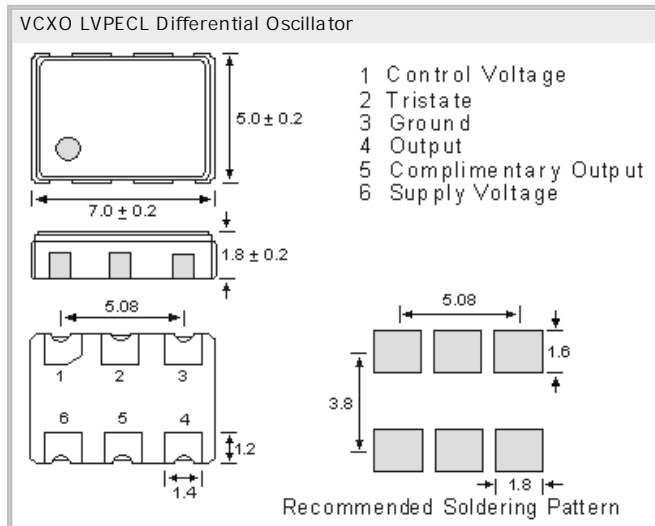 VCXO LVPECL Differential Oscillator
5.0 ± 0.2
7.0 ± 0.2
1.8 ± 0.2
1 Control Voltage
2 Tristate
3 Ground
4 Output
5 Complimentary Output
6 Supply Voltage
5.08
1 2 3
6 5 4
1.2
1.4
5.08
1.6
3.8
1.8
Recommended Soldering Pattern